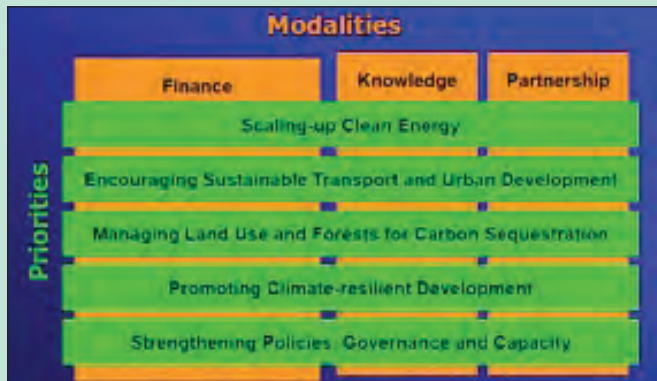 Modalities
Finance
Knowledge
Partnership
Priorities
Scaling-up Clean Energy
Encouraging Sustainable Transport and Urban Development
Managing Land Use and Forests for Carbon Sequestration
Promoting Climate-resilient Development
Strengthening Policies, Governance and Capacity